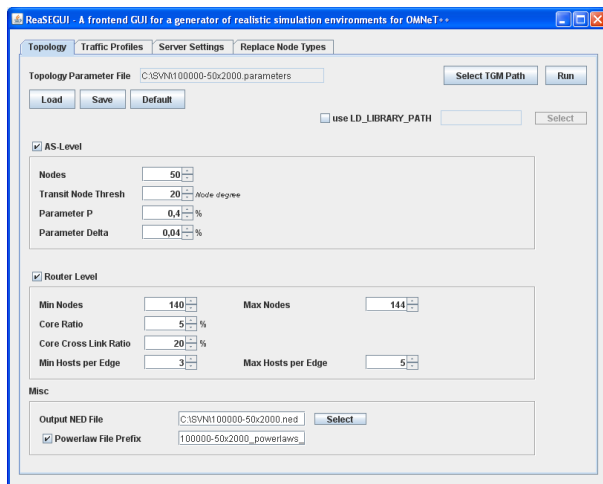 ReaSEGUI - A frontend GUI for a generator of realistic simulation environments for OMNeT++
Topology Traffic Profiles Server Settings Replace Node Types
Topology Parameter File C:\SVN\100000-50x2000.parameters Select TGM Path Run
Load Save Default
use LD_LIBRARY_PATH Select
AS-Level
Nodes 50
Transit Node Thresh 20 Node degree
Parameter P 0,4 %
Parameter Delta 0,04 %
Router Level
Min Nodes 140 Max Nodes 144
Core Ratio 5 %
Core Cross Link Ratio 20 %
Min Hosts per Edge 3 Max Hosts per Edge 5
Misc
Output NED File C:\SVN\100000-50x2000.ned Select
Powerlaw File Prefix 100000-50x2000_powerlaws_